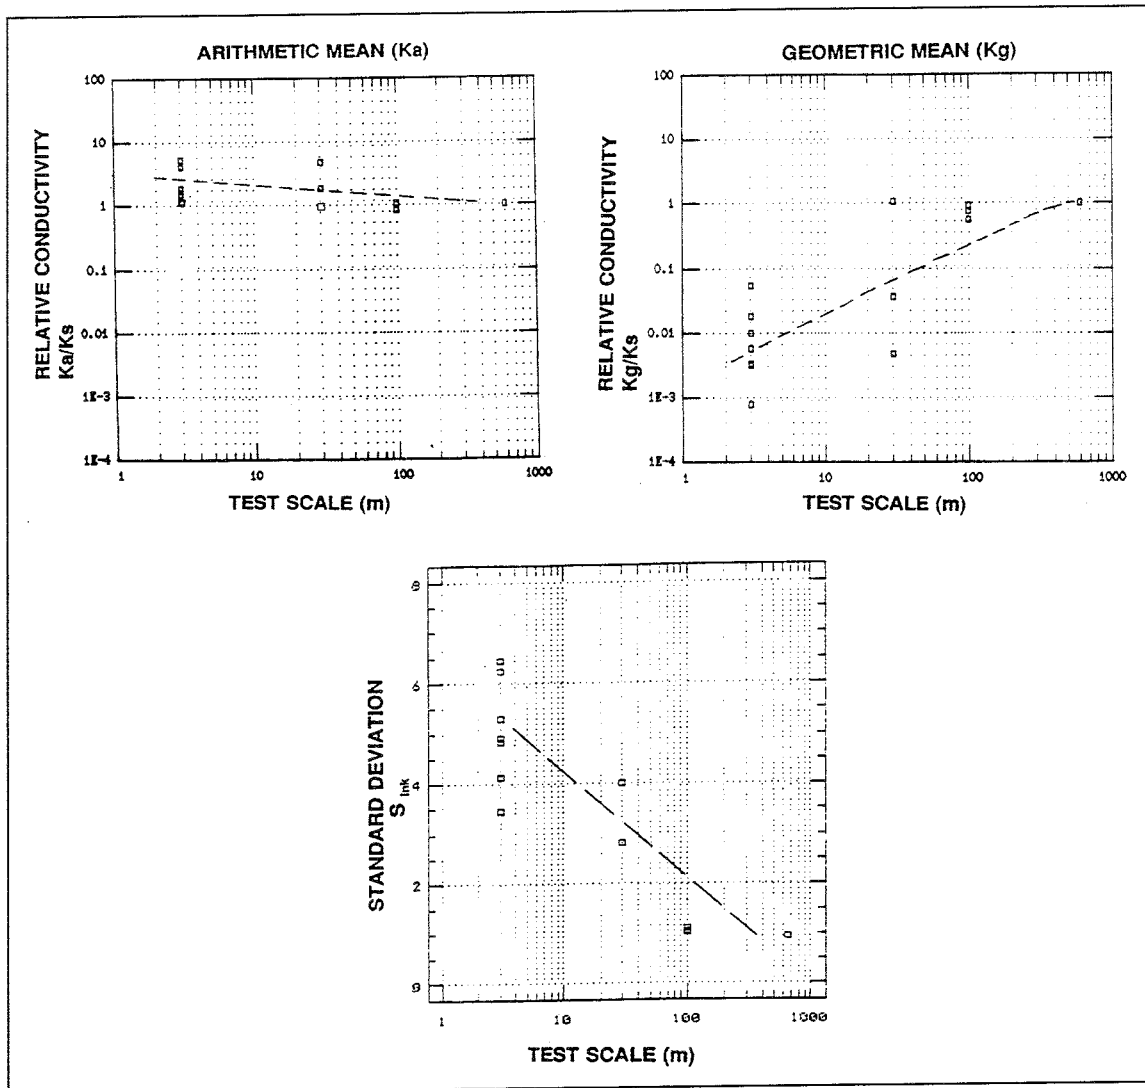 ARITHMETIC MEAN (Ka)
100
10
1
0.1
0.01
1E-3
1E-4
RELATIVE CONDUCTIVITY
Ka/Ks
1
10
100
1000
TEST SCALE (m)
GEOMETRIC MEAN (Kg)
100
10
1
0.1
0.01
1E-3
1E-4
RELATIVE CONDUCTIVITY
Kg/Ks
1
10
100
1000
TEST SCALE (m)
8
6
4
2
0
STANDARD DEVIATION
S lnk
1
10
100
1000
TEST SCALE (m)